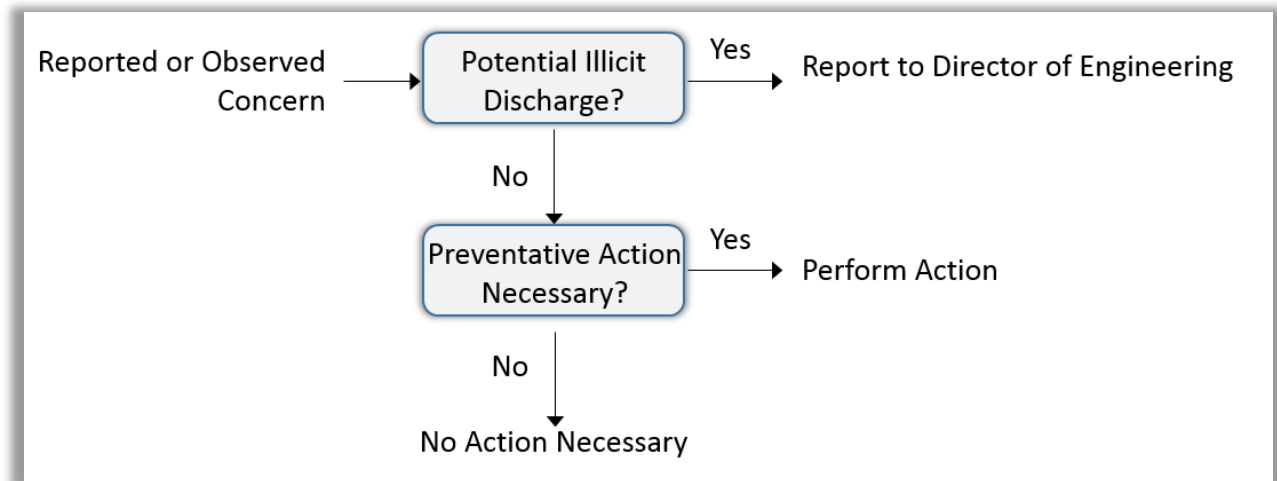 Reported or Observed
Concern
Potential Illicit
Discharge?
Yes
Report to Director of Engineering
No
Preventative Action
Necessary?
Yes
Perform Action
No
No Action Necessary